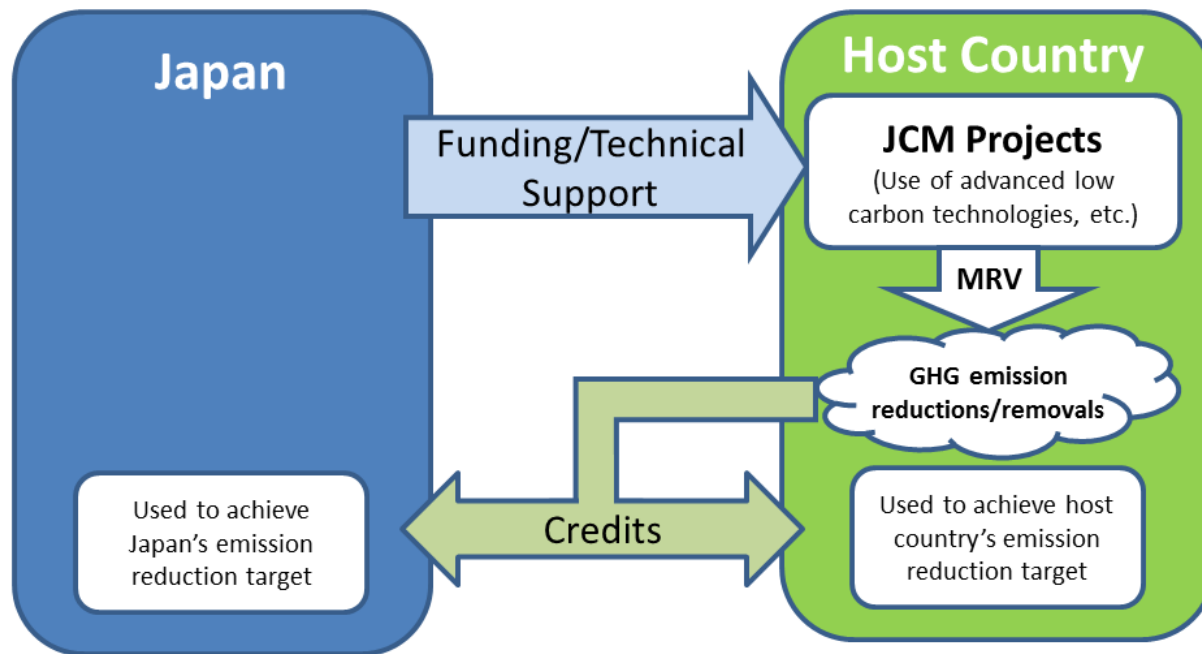 Japan
Host Country
Funding/Technical
Support
JCM Projects
(Use of advanced low
carbon technologies, etc.)
MRV
GHG emission
reductions/removals
Credits
Used to achieve
Japan’s emission
reduction target
Used to achieve host
country’s emission
reduction target